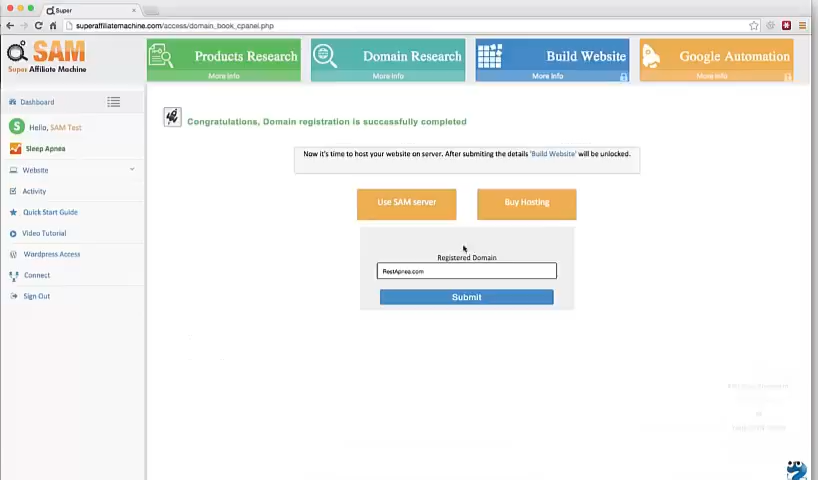 Super
superaffiliatemachine.com/access/domain_book_cpanel.php
SAM
Super Affiliate Machine
Products Research
More Info
Domain Research
More Info
Build Website
More Info
Google Automation
More Info
Dashboard
S Hello, SAM Test
Sleep Apnea
Website
Activity
Quick Start Guide
Video Tutorial
Wordpress Access
Connect
Sign Out
Congratulations, Domain registration is successfully completed
Now it's time to host your website on server. After submiting the details 'Build Website' will be unlocked.
Use SAM server
Buy Hosting
Registered Domain
RestApnea.com
Submit